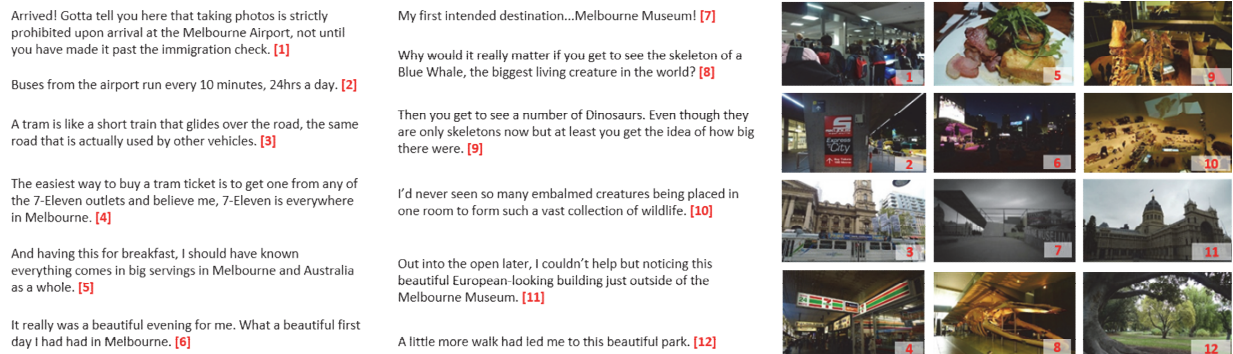 Arrived! Gotta tell you here that taking photos is strictly
prohibited upon arrival at the Melbourne Airport, not until
you have made it past the immigration check. [1]
Buses from the airport run every 10 minutes, 24hrs a day. [2]
A tram is like a short train that glides over the road, the same
road that is actually used by other vehicles. [3]
The easiest way to buy a tram ticket is to get one from any of
the 7-Eleven outlets and believe me, 7-Eleven is everywhere
in Melbourne. [4]
And having this for breakfast, I should have known
everything comes in big servings in Melbourne and Australia
as a whole. [5]
It really was a beautiful evening for me. What a beautiful first
day I had had in Melbourne. [6]
My first intended destination...Melbourne Museum! [7]
Why would it really matter if you get to see the skeleton of a
Blue Whale, the biggest living creature in the world? [8]
Then you get to see a number of Dinosaurs. Even though they
are only skeletons now but at least you get the idea of how big
there were. [9]
I'd never seen so many embalmed creatures being placed in
one room to form such a vast collection of wildlife. [10]
Out into the open later, I couldn't help but noticing this
beautiful European-looking building just outside of the
Melbourne Museum. [11]
A little more walk had led me to this beautiful park. [12]
1
5
9
Express
City
2
6
10
3
7
11
24
7
4
8
12